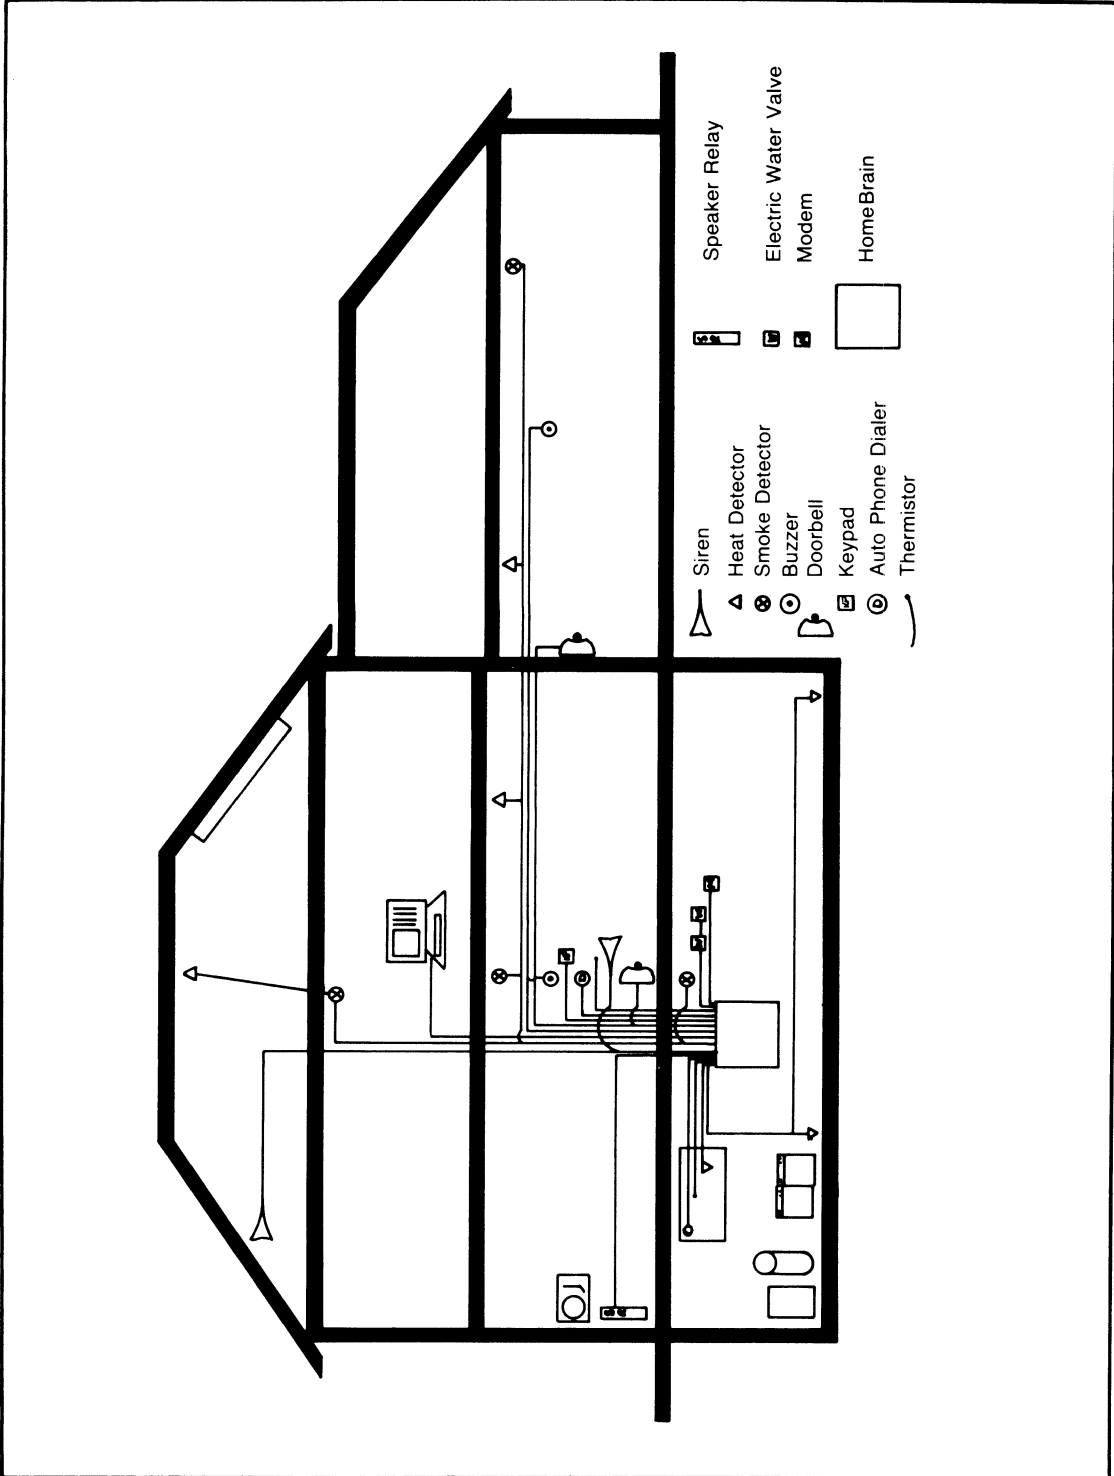 Siren
Heat Detector
Smoke Detector
Buzzer
Doorbell
Keypad
D Auto Phone Dialer
Thermistor
Speaker Relay
W Electric Water Valve
Modem
HomeBrain